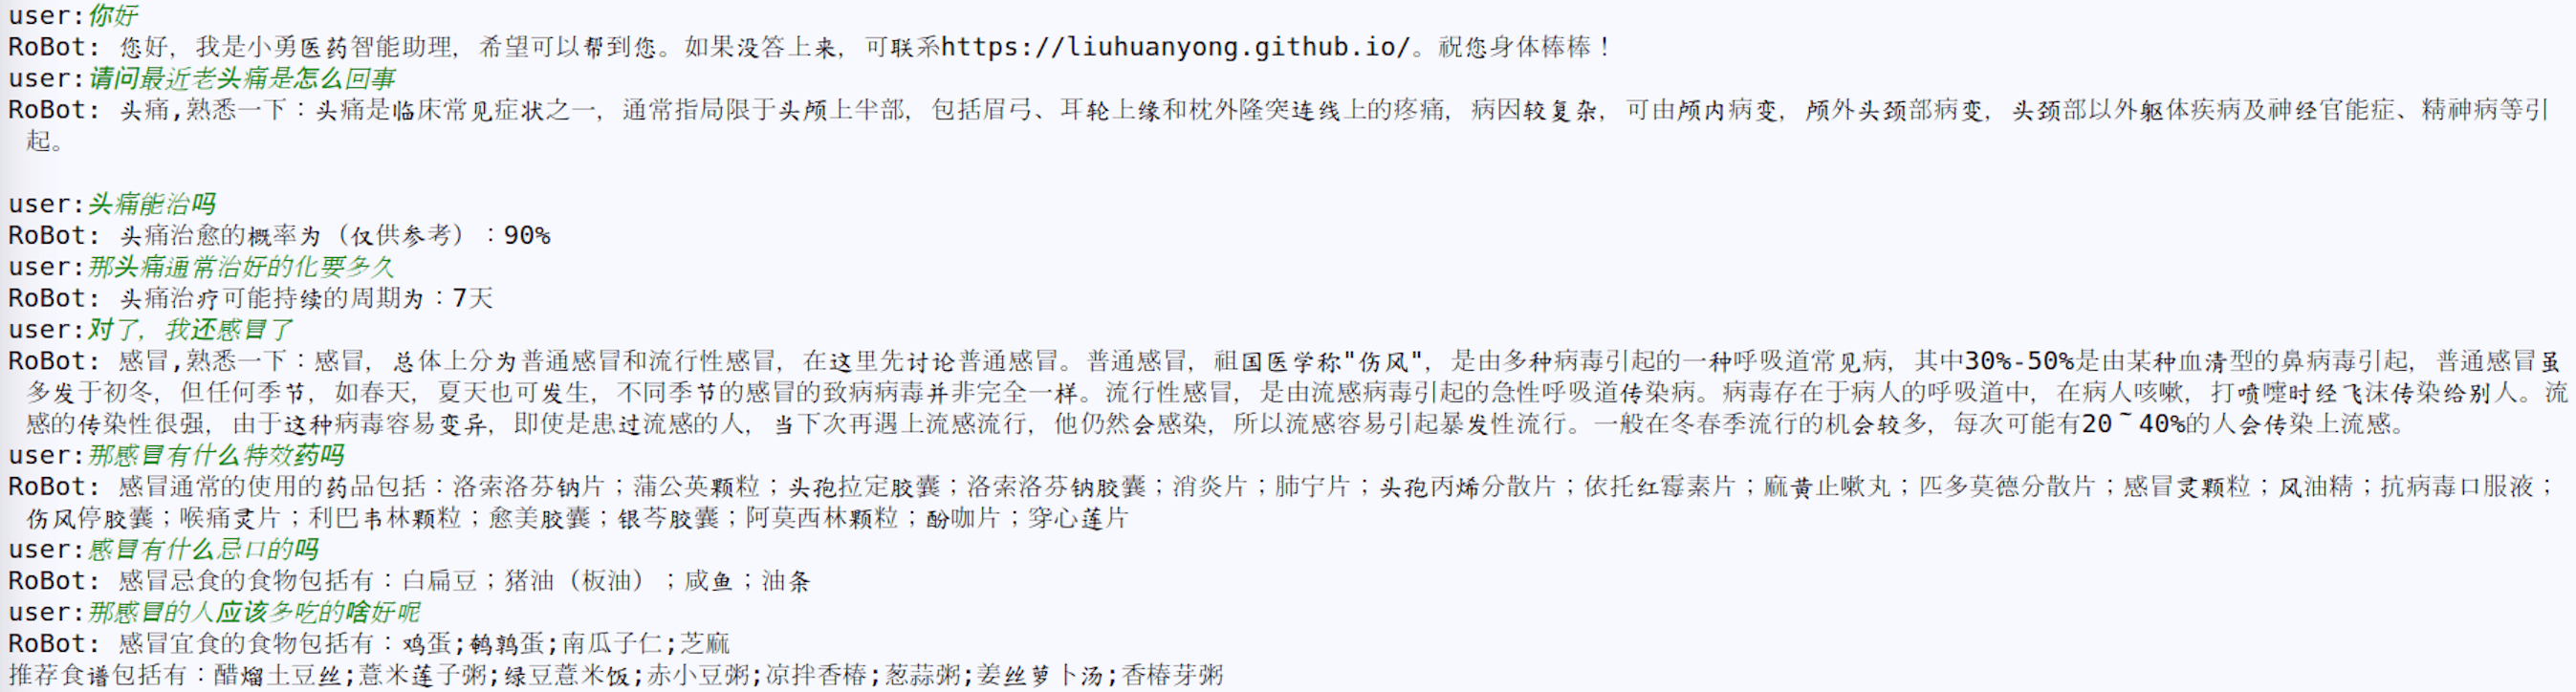 user:你好
RoBot: 您好，我是小勇医药智能助理，希望可以帮到您。如果没答上来，可联系https://liuhuanyong.github.io/。祝您身体棒棒！
user:请问最近老头痛是怎么回事
RoBot: 头痛,熟悉一下：头痛是临床常见症状之一，通常指局限于头颅上半部，包括眉弓、耳轮上缘和枕外隆突连线上的疼痛，病因较复杂，可由颅内病变，颅外头颈部病变，头颈部以外躯体疾病及神经官能症、精神病等引
起。
user:头痛能治吗
RoBot: 头痛治愈的概率为（仅供参考）：90%
user:那头痛通常治好的化要多久
RoBot: 头痛治疗可能持续的周期为：7天
user:对了，我还感冒了
RoBot: 感冒,熟悉一下：感冒，总体上分为普通感冒和流行性感冒，在这里先讨论普通感冒。普通感冒，祖国医学称"伤风"，是由多种病毒引起的一种呼吸道常见病，其中30%-50%是由某种血清型的鼻病毒引起，普通感冒虽
多发于初冬，但任何季节，如春天，夏天也可发生，不同季节的感冒的致病病毒并非完全一样。流行性感冒，是由流感病毒引起的急性呼吸道传染病。病毒存在于病人的呼吸道中，在病人咳嗽，打喷嚏时经飞沫传染给别人。流
感的传染性很强，由于这种病毒容易变异，即使是患过流感的人，当下次再遇上流感流行，他仍然会感染，所以流感容易引起暴发性流行。一般在冬春季流行的机会较多，每次可能有20～40%的人会传染上流感。
user:那感冒有什么特效药吗
RoBot: 感冒通常的使用的药品包括：洛索洛芬钠片；蒲公英颗粒；头孢拉定胶囊；洛索洛芬钠胶囊；消炎片；肺宁片；头孢丙烯分散片；依托红霉素片；麻黄止嗽丸；匹多莫德分散片；感冒灵颗粒；风油精；抗病毒口服液；
伤风停胶囊；喉痛灵片；利巴韦林颗粒；愈美胶囊；银芩胶囊；阿莫西林颗粒；酚咖片；穿心莲片
user:感冒有什么忌口的吗
RoBot: 感冒忌食的食物包括有：白扁豆；猪油（板油）；咸鱼；油条
user:那感冒的人应该多吃的啥好呢
RoBot: 感冒宜食的食物包括有：鸡蛋;鹌鹑蛋;南瓜子仁;芝麻
推荐食谱包括有：醋熘土豆丝;薏米莲子粥;绿豆薏米饭;赤小豆粥;凉拌香椿;葱蒜粥;姜丝萝卜汤;香椿芽粥